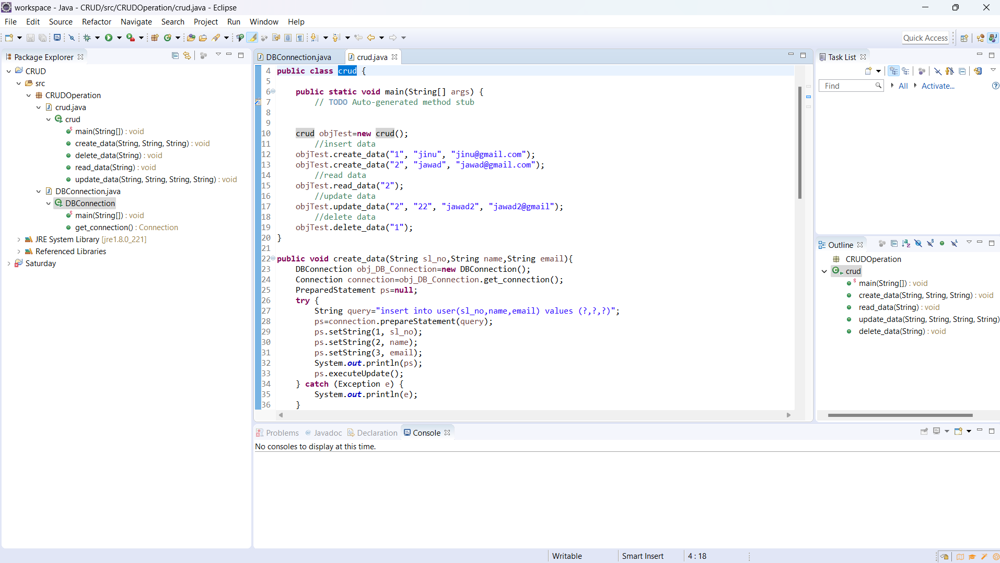 workspace - Java - CRUD/src/CRUDOperation/crud.java - Eclipse
File Edit Source Refactor Navigate Search Project Run Window Help
Quick Access
Package Explorer
CRUD
src
CRUDOperation
crud.java
crud
main(String[]) : void
create_data(String, String, String) : void
delete_data(String) : void
read_data(String) : void
update_data(String, String, String, String) : void
DBConnection.java
DBConnection
main(String[]) : void
get_connection() : Connection
JRE System Library [jre1.8.0_221]
Referenced Libraries
Saturday
DBConnection.java crud.java
4 public class crud {
5
6 public static void main(String[] args) {
7 // TODO Auto-generated method stub
8
9
10 crud objTest=new crud();
11 //insert data
12 objTest.create_data("1", "jinu", "jinu@gmail.com");
13 objTest.create_data("2", "jawad", "jawad@gmail.com");
14 //read data
15 objTest.read_data("2");
16 //update data
17 objTest.update_data("2", "22", "jawad2", "jawad2@gmail");
18 //delete data
19 objTest.delete_data("1");
20 }
21
22 public void create_data(String sl_no,String name,String email){
23 DBConnection obj_DB_Connection=new DBConnection();
24 Connection connection=obj_DB_Connection.get_connection();
25 PreparedStatement ps=null;
26 try {
27 String query="insert into user(sl_no,name,email) values (?,?,?)";
28 ps=connection.prepareStatement(query);
29 ps.setString(1, sl_no);
30 ps.setString(2, name);
31 ps.setString(3, email);
32 System.out.println(ps);
33 ps.executeUpdate();
34 } catch (Exception e) {
35 System.out.println(e);
36 }
Problems @ Javadoc Declaration Console
No consoles to display at this time.
Task List
Find All Activate...
Outline
CRUDOperation
crud
main(String[]) : void
create_data(String, String, String) : void
read_data(String) : void
update_data(String, String, String, String)
delete_data(String) : void
Writable Smart Insert 4 : 18